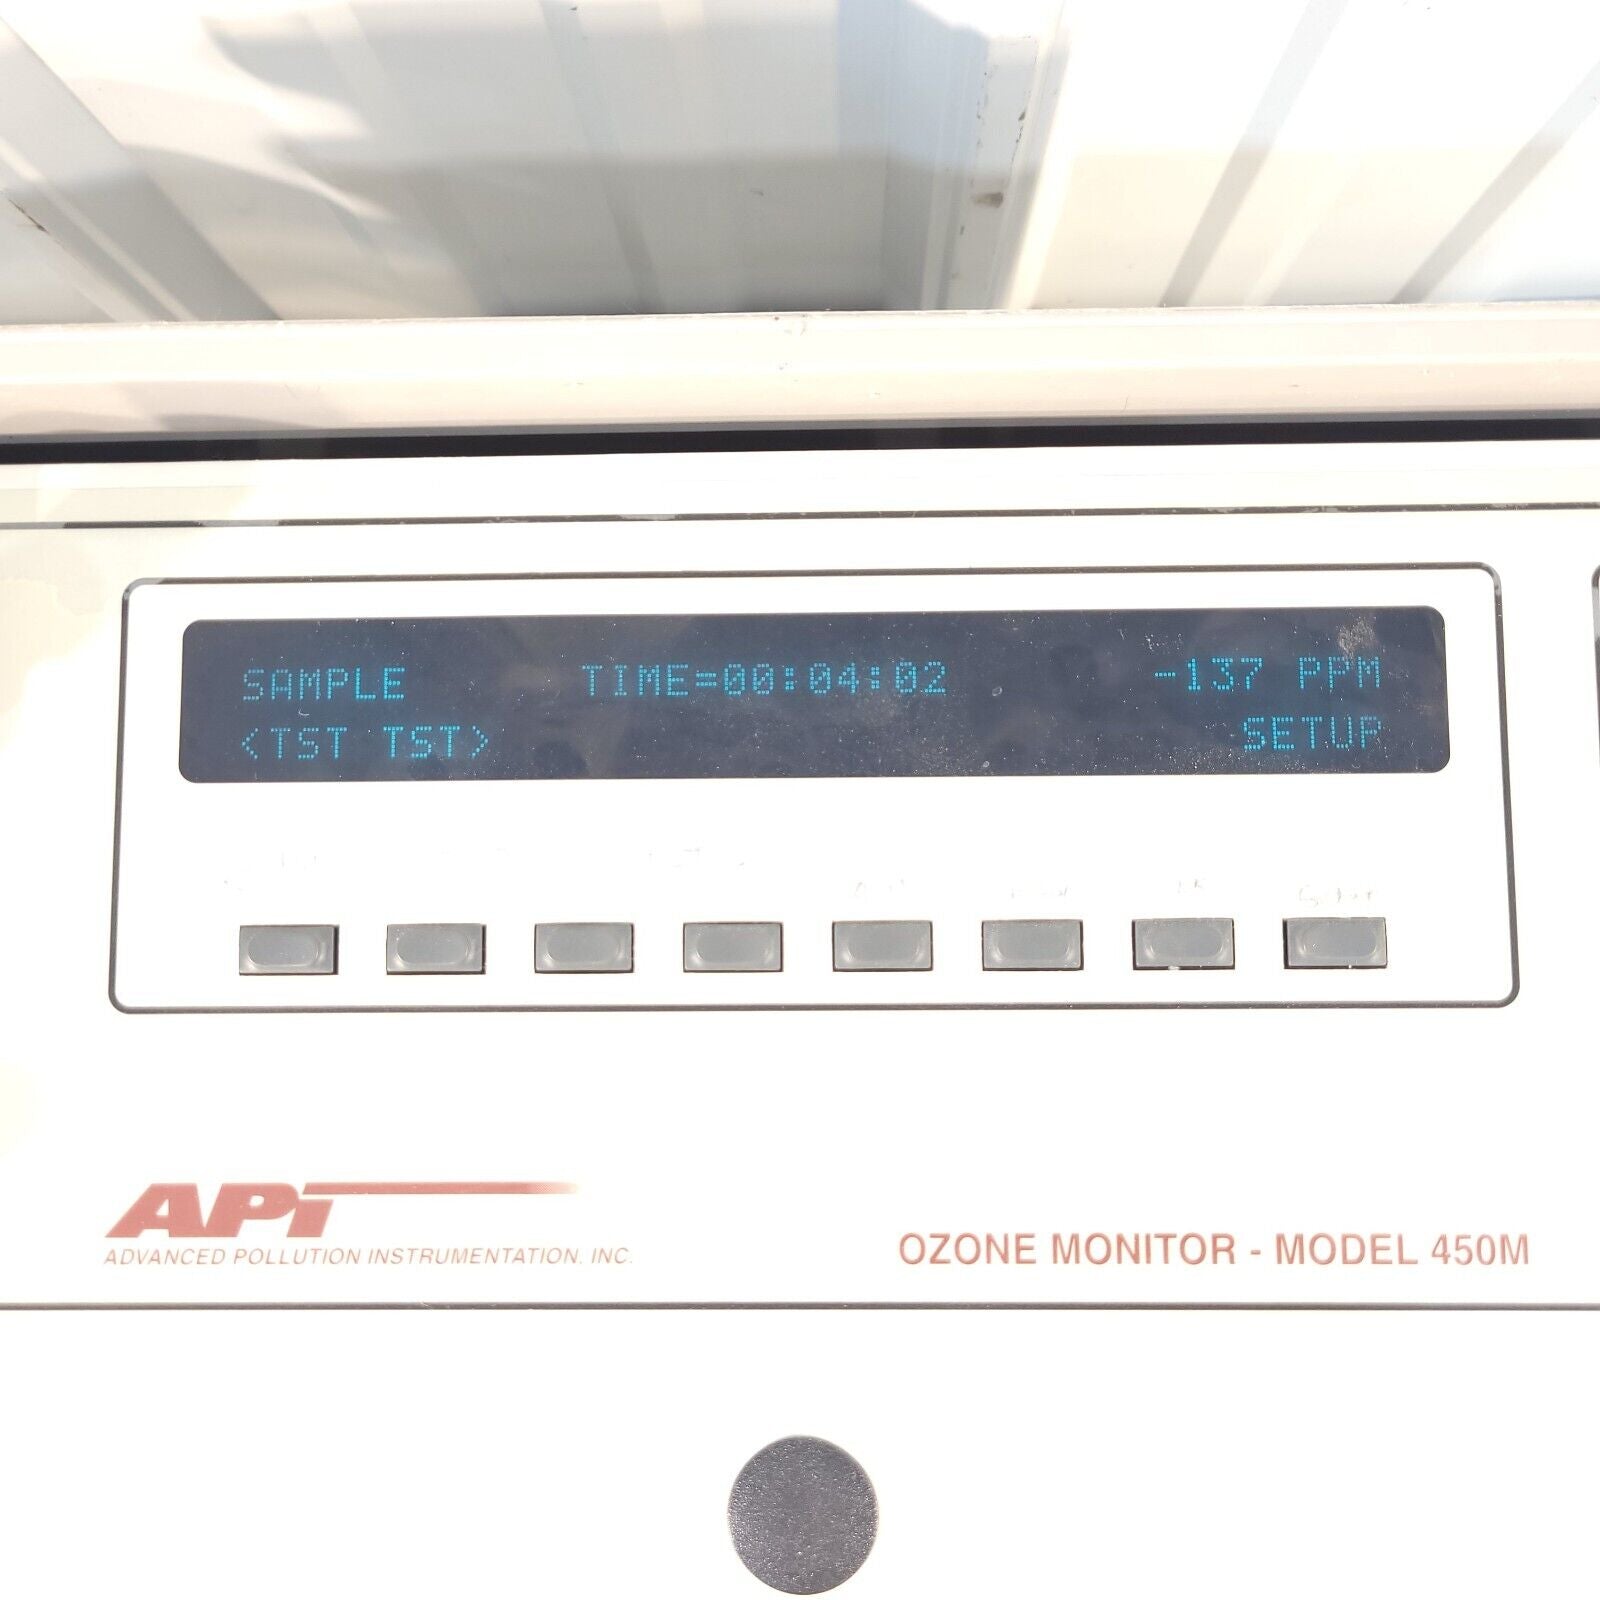 SAMPLE TIME=00:04:02 -137 PPM
<TST TST> SETUP
API
ADVANCED POLLUTION INSTRUMENTATION, INC.
OZONE MONITOR - MODEL 450M